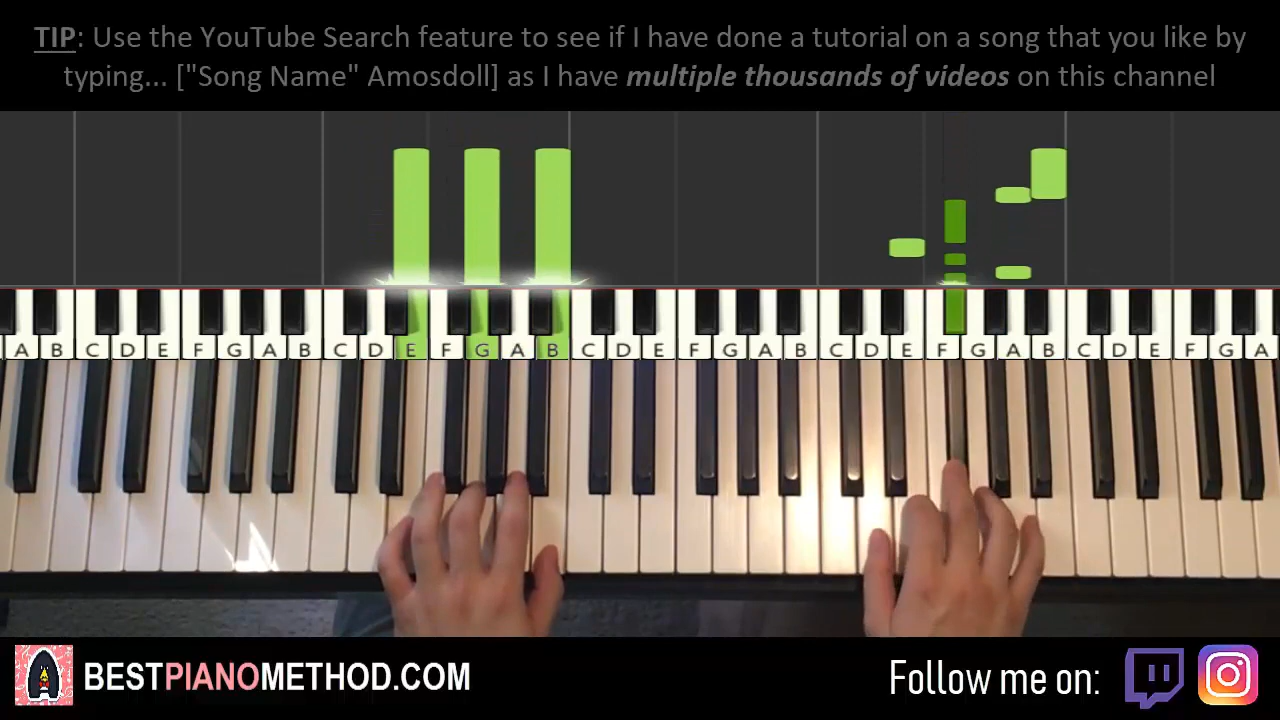 TIP: Use the YouTube Search feature to see if I have done a tutorial on a song that you like by
typing... ["Song Name" Amosdoll] as I have multiple thousands of videos on this channel
A B C D E F G A B C D E F G A B C D E F G A B C D E F G A B C D E F G A
BESTPIANOMETHOD.COM
Follow me on: